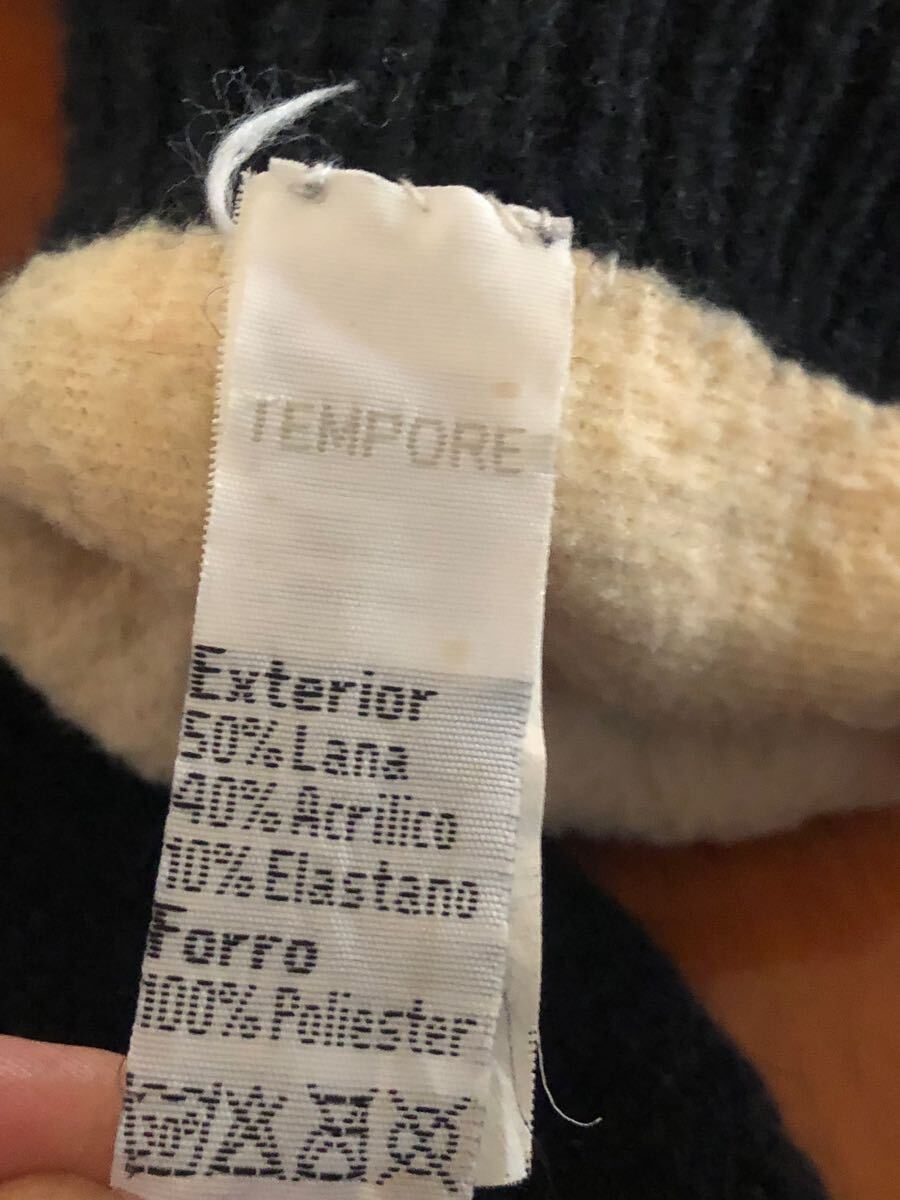 TEMPORE
Exterior
50% Lana
40% Acrilico
10% Elastano
Forro
100% Poliester